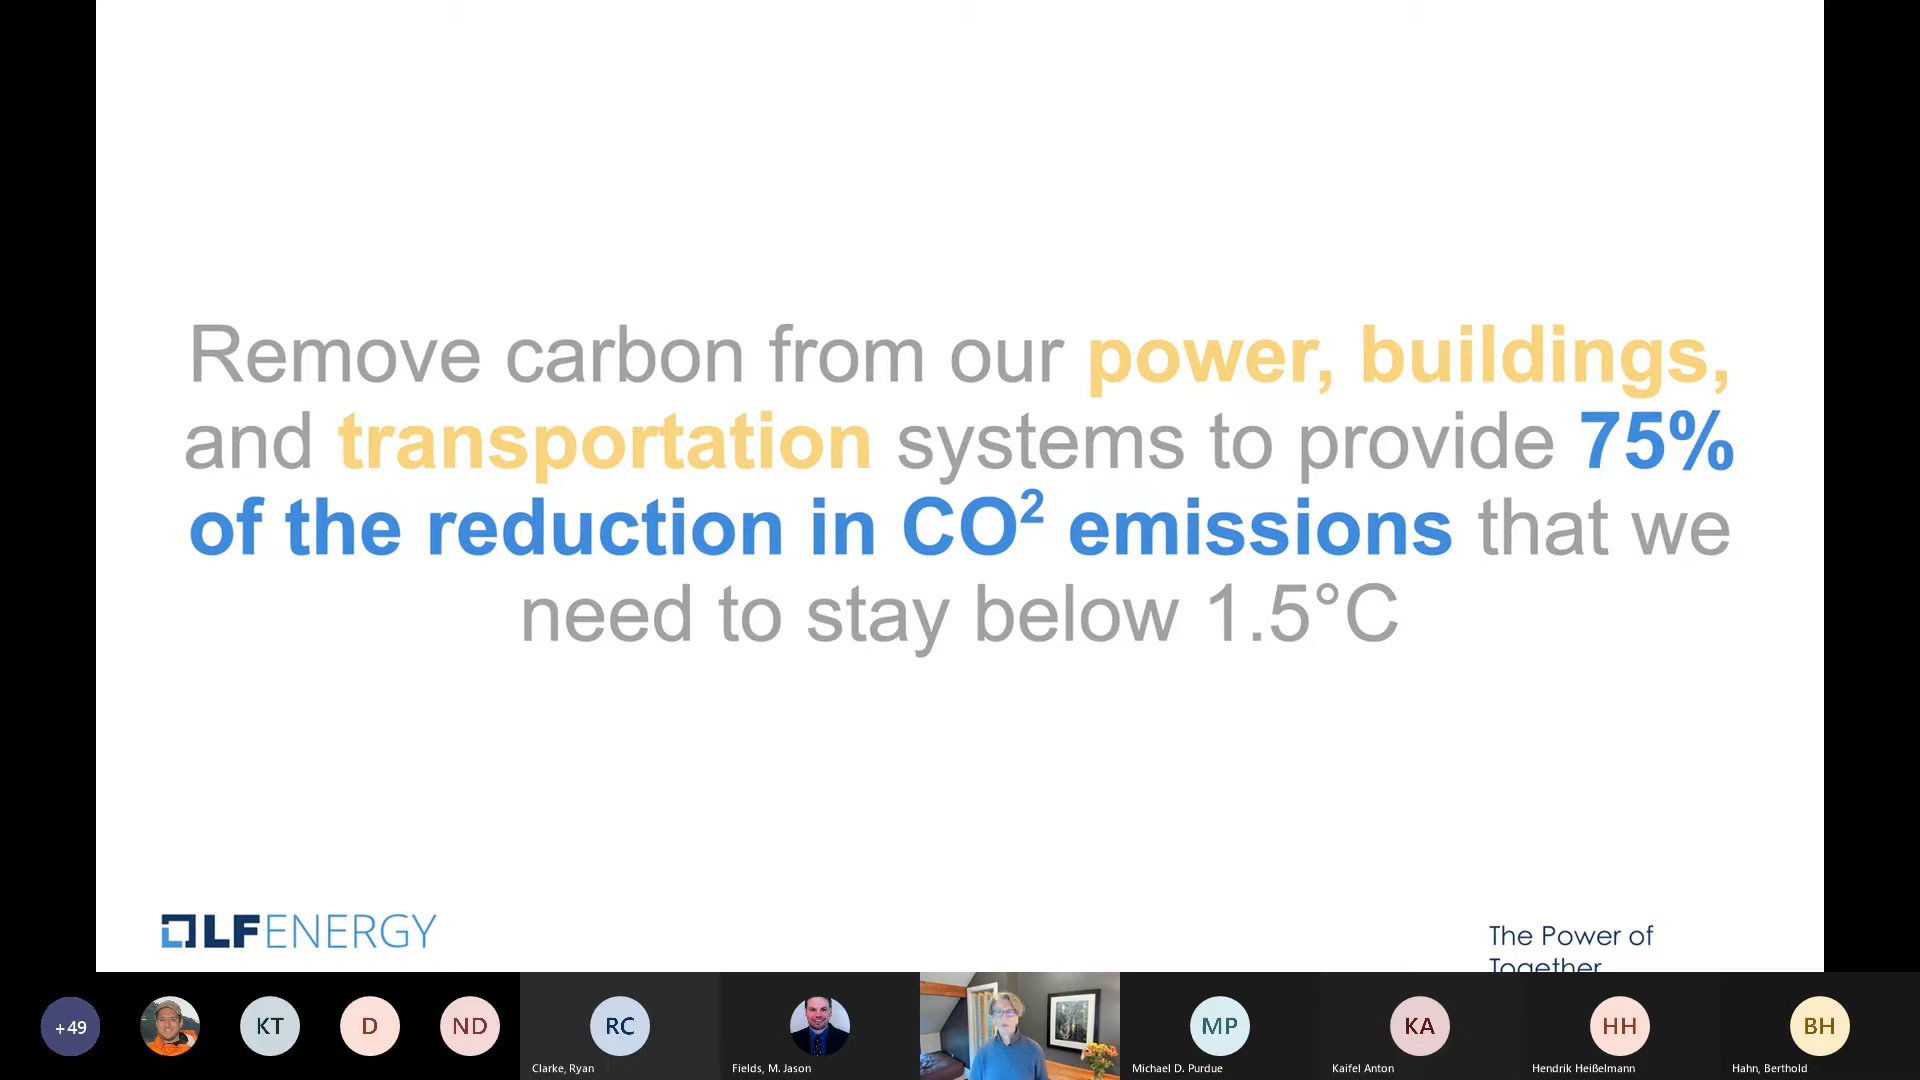 Remove carbon from our power, buildings,
and transportation systems to provide 75%
of the reduction in CO² emissions that we
need to stay below 1.5°C
LFENERGY
The Power of
Together
+49
KT
D
ND
RC
MP
KA
HH
BH
Clarke, Ryan
Fields, M. Jason
Michael D. Purdue
Kaifel Anton
Hendrik Heißelmann
Hahn, Berthold